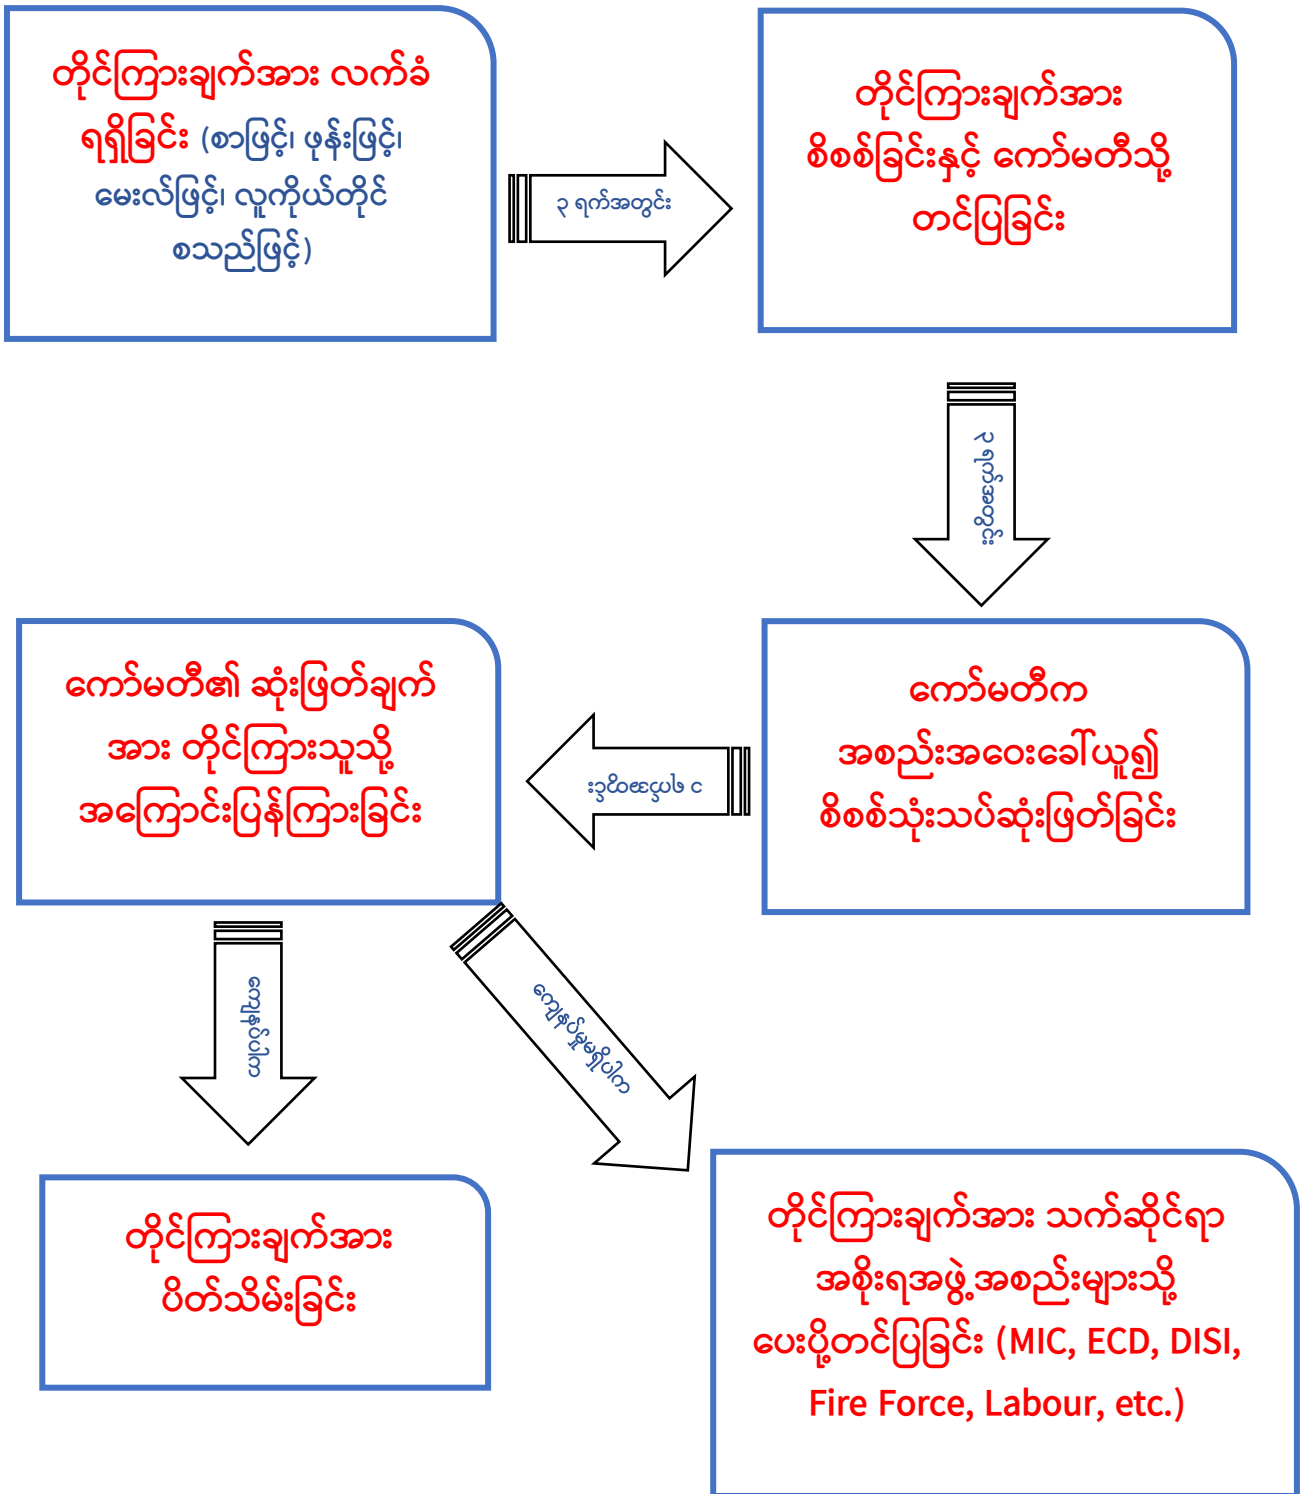 တိုင်ကြားချက်အား လက်ခံ
ရရှိခြင်း (စာဖြင့်၊ ဖုန်းဖြင့်၊
မေးလ်ဖြင့်၊ လူကိုယ်တိုင်
စသည်ဖြင့်)
၃ ရက်အတွင်း
တိုင်ကြားချက်အား
စိစစ်ခြင်းနှင့် ကော်မတီသို့
တင်ပြခြင်း
၃ ရက်အတွင်း
ကော်မတီက
အစည်းအဝေးခေါ်ယူ၍
စိစစ်သုံးသပ်ဆုံးဖြတ်ခြင်း
၁ ရက်အတွင်း
ကော်မတီ၏ ဆုံးဖြတ်ချက်
အား တိုင်ကြားသူသို့
အကြောင်းပြန်ကြားခြင်း
ကျေနပ်ပါက
ကျေနပ်မှုမရှိပါက
တိုင်ကြားချက်အား
ပိတ်သိမ်းခြင်း
တိုင်ကြားချက်အား သက်ဆိုင်ရာ
အစိုးရအဖွဲ့အစည်းများသို့
ပေးပို့တင်ပြခြင်း (MIC, ECD, DISI,
Fire Force, Labour, etc.)